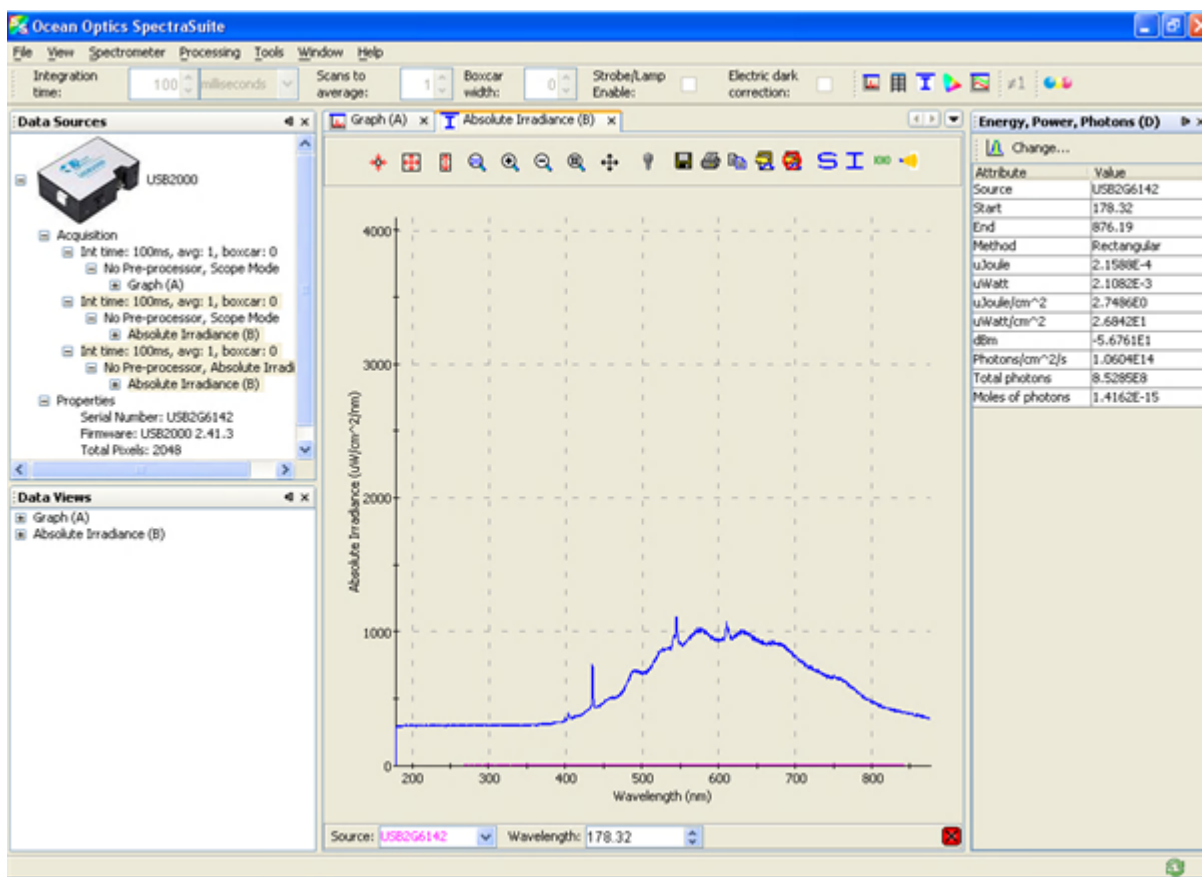 Ocean Optics SpectraSuite
File View Spectrometer Processing Tools Window Help
Integration time: 100 milliseconds Scans to average: 1 Boxcar width: 0 Strobe/Lamp Enable: Electric dark correction: ≠1
Data Sources
USB2000
Acquisition
Int time: 100ms, avg: 1, boxcar: 0
No Pre-processor, Scope Mode
Graph (A)
Int time: 100ms, avg: 1, boxcar: 0
No Pre-processor, Scope Mode
Absolute Irradiance (B)
Int time: 100ms, avg: 1, boxcar: 0
No Pre-processor, Absolute Irradi
Absolute Irradiance (B)
Properties
Serial Number: USB2G6142
Firmware: USB2000 2.41.3
Total Pixels: 2048
Data Views
Graph (A)
Absolute Irradiance (B)
Graph (A) Absolute Irradiance (B)
S I
Absolute Irradiance (uW/cm^2/nm)
4000
3000
2000
1000
0
200 300 400 500 600 700 800
Wavelength (nm)
Source: USB2G6142 Wavelength: 178.32
Energy, Power, Photons (D)
Change...
Attribute Value
Source USB2G6142
Start 178.32
End 876.19
Method Rectangular
uJoule 2.1588E-4
uWatt 2.1082E-3
uJoule/cm^2 2.7486E0
uWatt/cm^2 2.6842E1
dBm -5.6761E1
Photons/cm^2/s 1.0604E14
Total photons 8.5285E8
Moles of photons 1.4162E-15